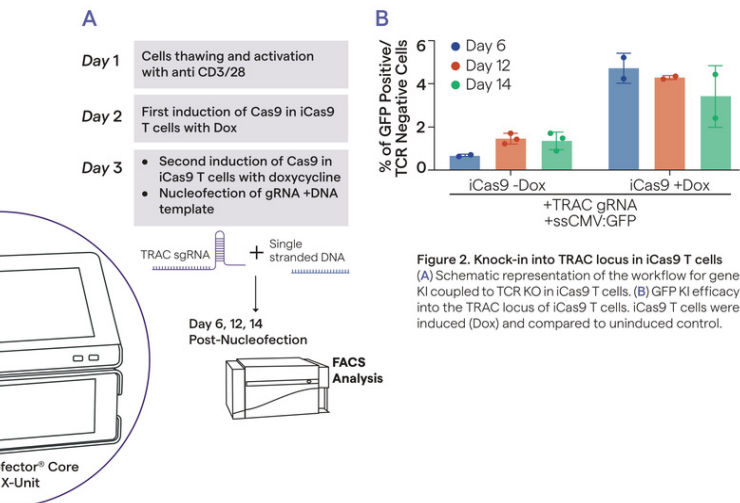 A
Day 1
Cells thawing and activation
with anti CD3/28
Day 2
First induction of Cas9 in iCas9
T cells with Dox
Day 3
• Second induction of Cas9 in
iCas9 T cells with doxycycline
• Nucleofection of gRNA +DNA
template
TRAC sgRNA
+
Single
stranded DNA
Day 6, 12, 14
Post-Nucleofection
FACS
Analysis
fector® Core
X-Unit
B
% of GFP Positive/
TCR Negative Cells
6
4
2
0
Day 6
Day 12
Day 14
iCas9 -Dox
iCas9 +Dox
+TRAC gRNA
+ssCMV:GFP
Figure 2. Knock-in into TRAC locus in iCas9 T cells
(A) Schematic representation of the workflow for gene
KI coupled to TCR KO in iCas9 T cells. (B) GFP KI efficacy
into the TRAC locus of iCas9 T cells. iCas9 T cells were
induced (Dox) and compared to uninduced control.